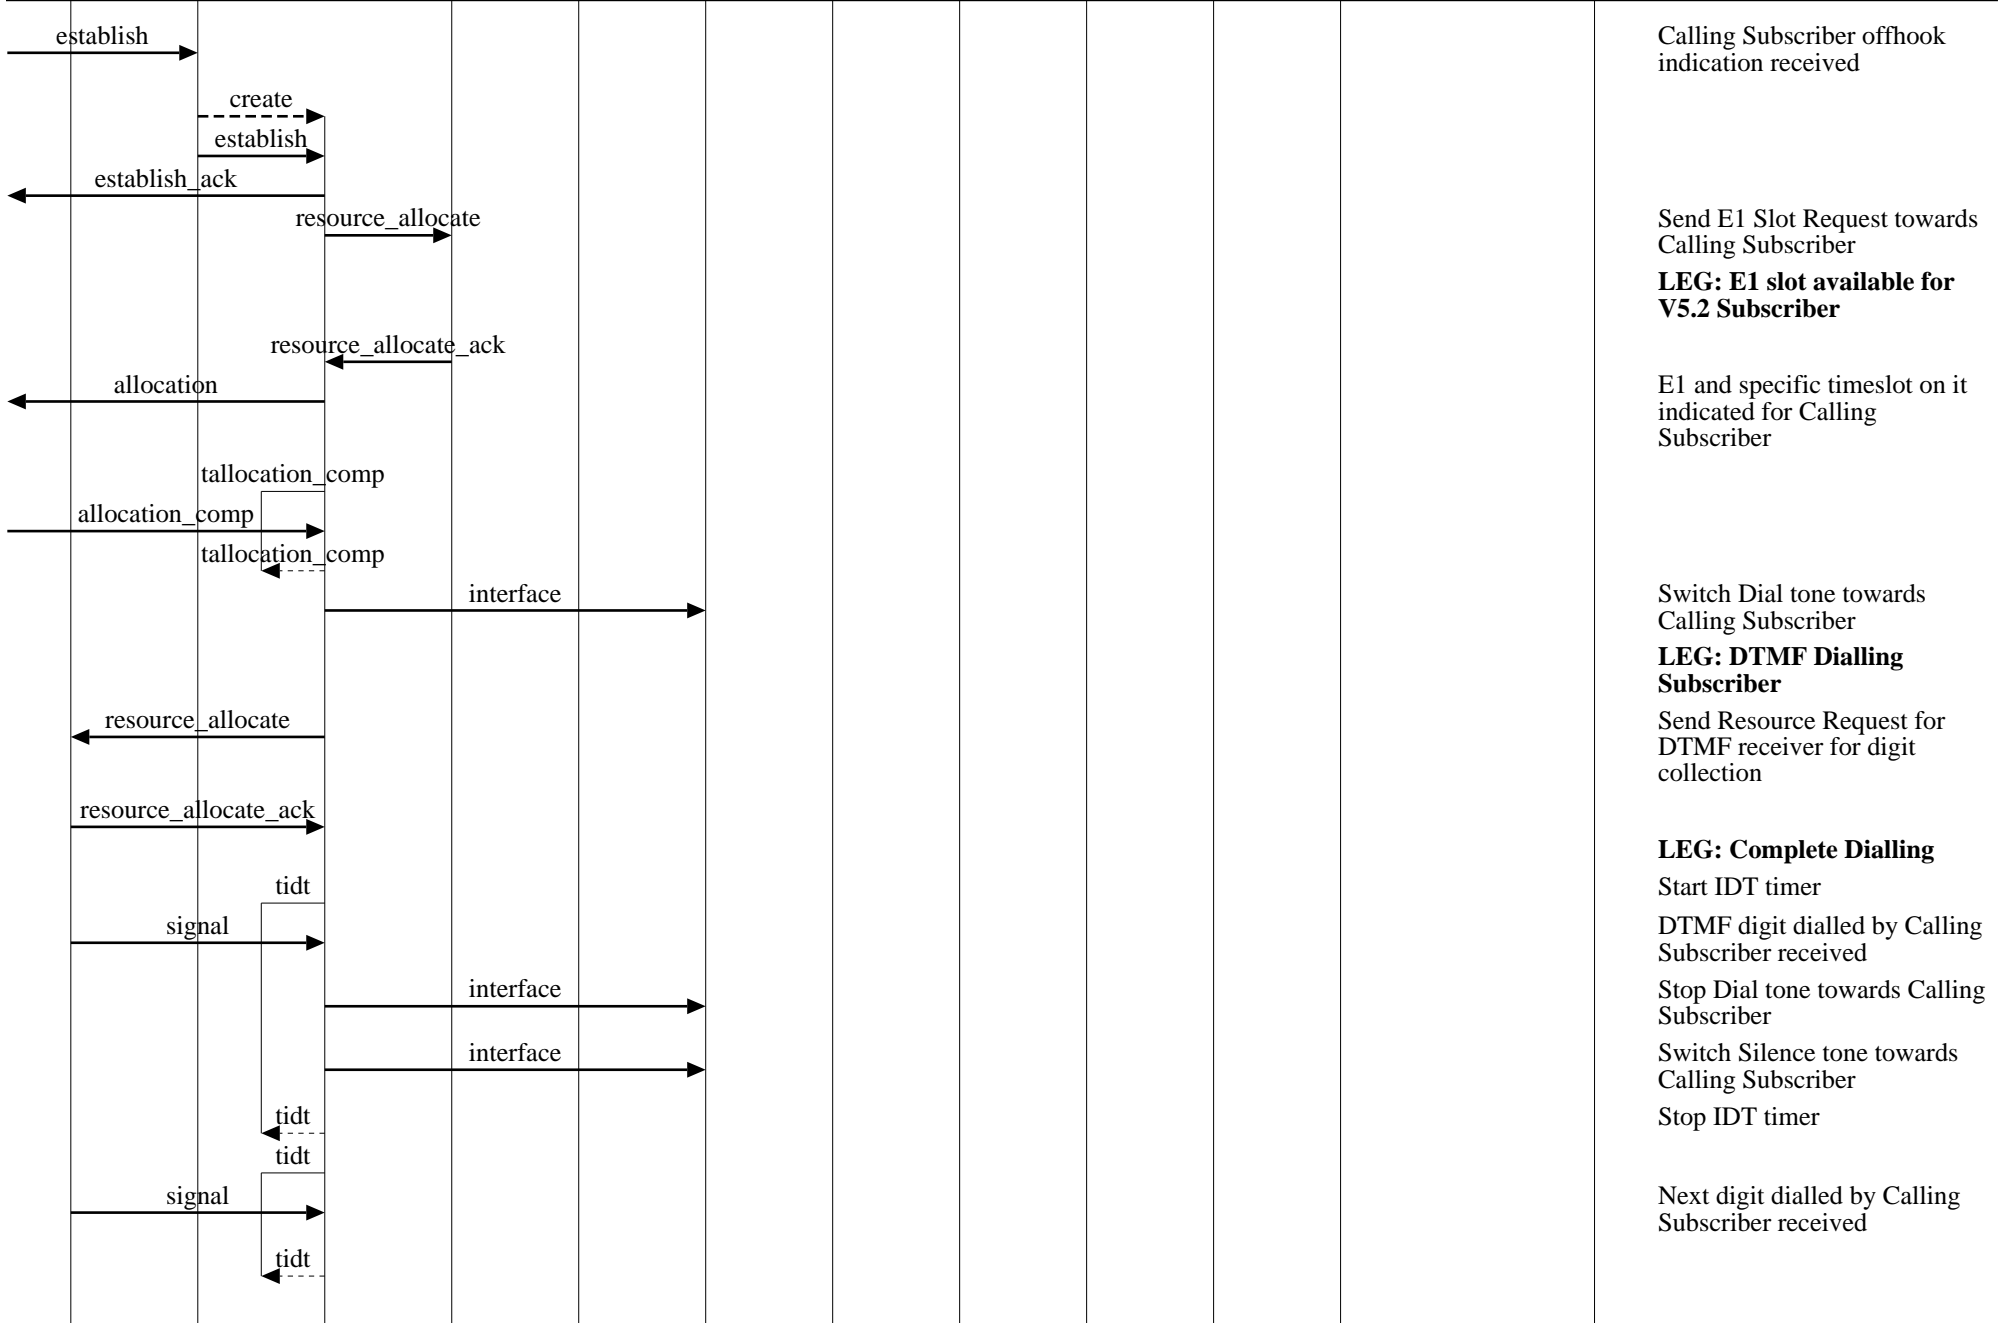 establish
Calling Subscriber offhook
indication received
create
establish
establish_ack
resource_allocate
Send E1 Slot Request towards
Calling Subscriber
LEG: E1 slot available for
V5.2 Subscriber
resource_allocate_ack
allocation
E1 and specific timeslot on it
indicated for Calling
Subscriber
tallocation_comp
allocation_comp
tallocation_comp
interface
Switch Dial tone towards
Calling Subscriber
LEG: DTMF Dialling
Subscriber
resource_allocate
Send Resource Request for
DTMF receiver for digit
collection
resource_allocate_ack
LEG: Complete Dialling
tidt
Start IDT timer
signal
DTMF digit dialled by Calling
Subscriber received
interface
Stop Dial tone towards Calling
Subscriber
interface
Switch Silence tone towards
Calling Subscriber
tidt
Stop IDT timer
tidt
signal
Next digit dialled by Calling
Subscriber received
tidt